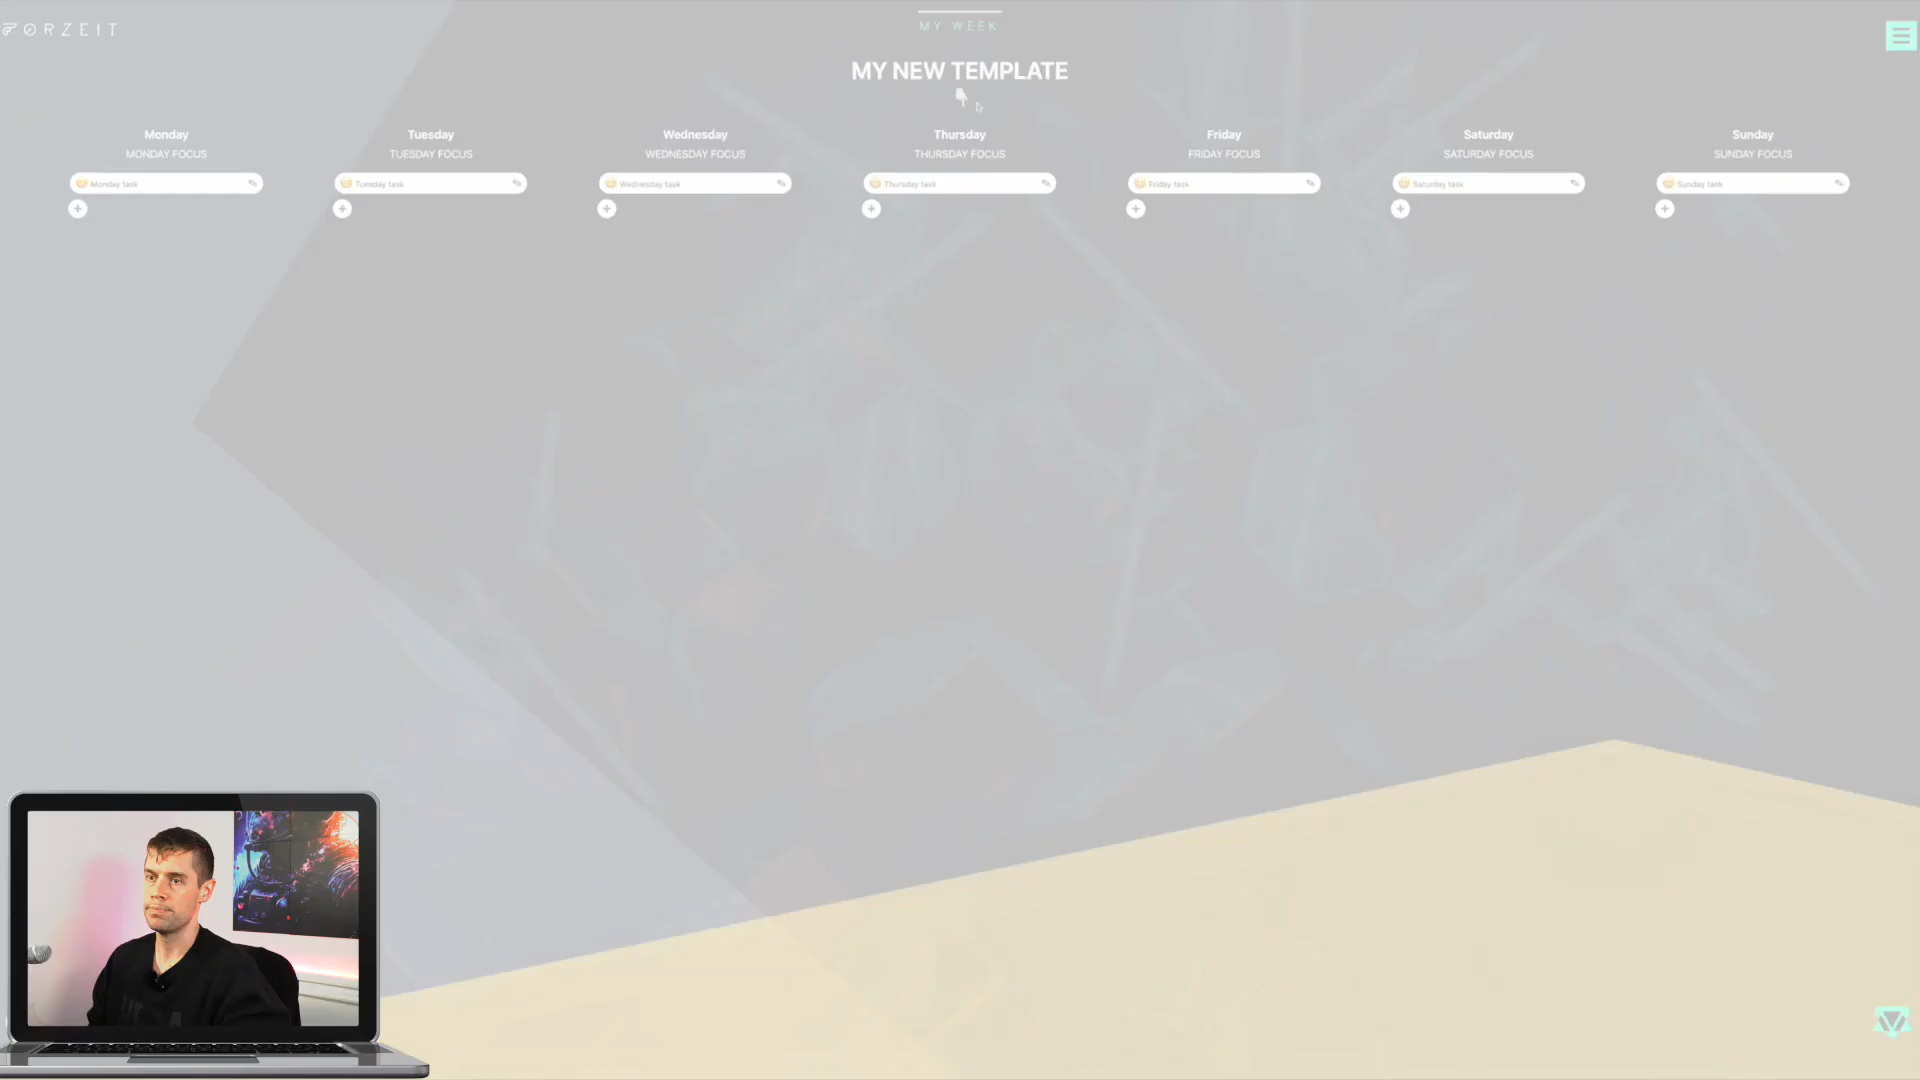 FORZEIT
MY WEEK
MY NEW TEMPLATE
Monday
MONDAY FOCUS
Monday task
Tuesday
TUESDAY FOCUS
Tuesday task
Wednesday
WEDNESDAY FOCUS
Wednesday task
Thursday
THURSDAY FOCUS
Thursday task
Friday
FRIDAY FOCUS
Friday task
Saturday
SATURDAY FOCUS
Saturday task
Sunday
SUNDAY FOCUS
Sunday task